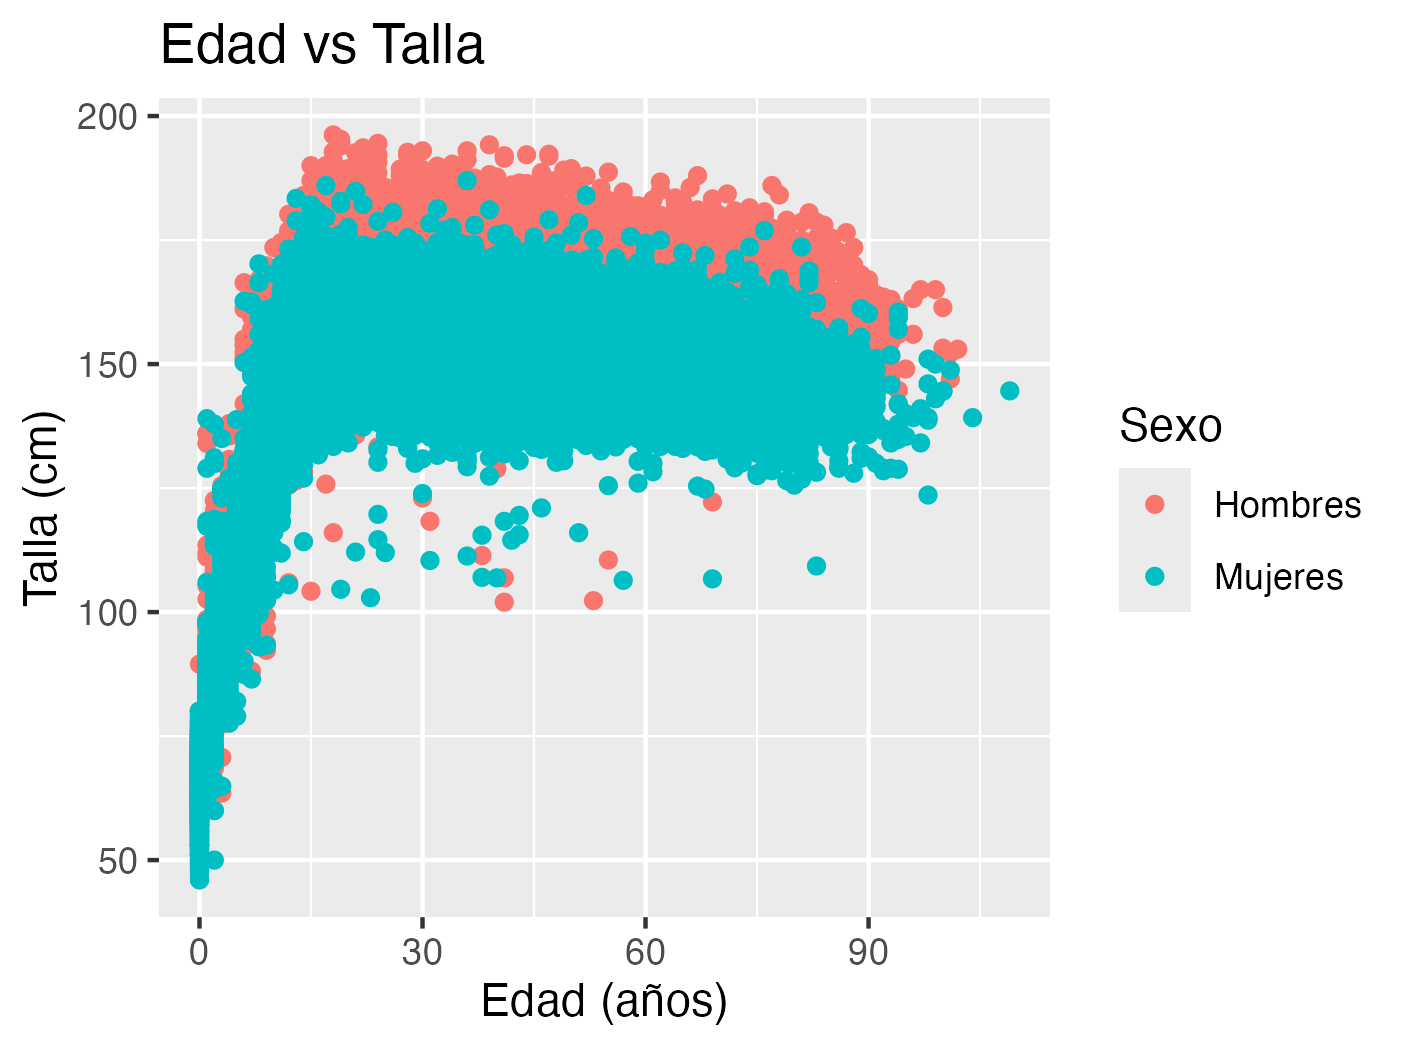 Edad vs Talla
200
150
100
50
Talla (cm)
0 30 60 90
Edad (años)
Sexo
Hombres
Mujeres